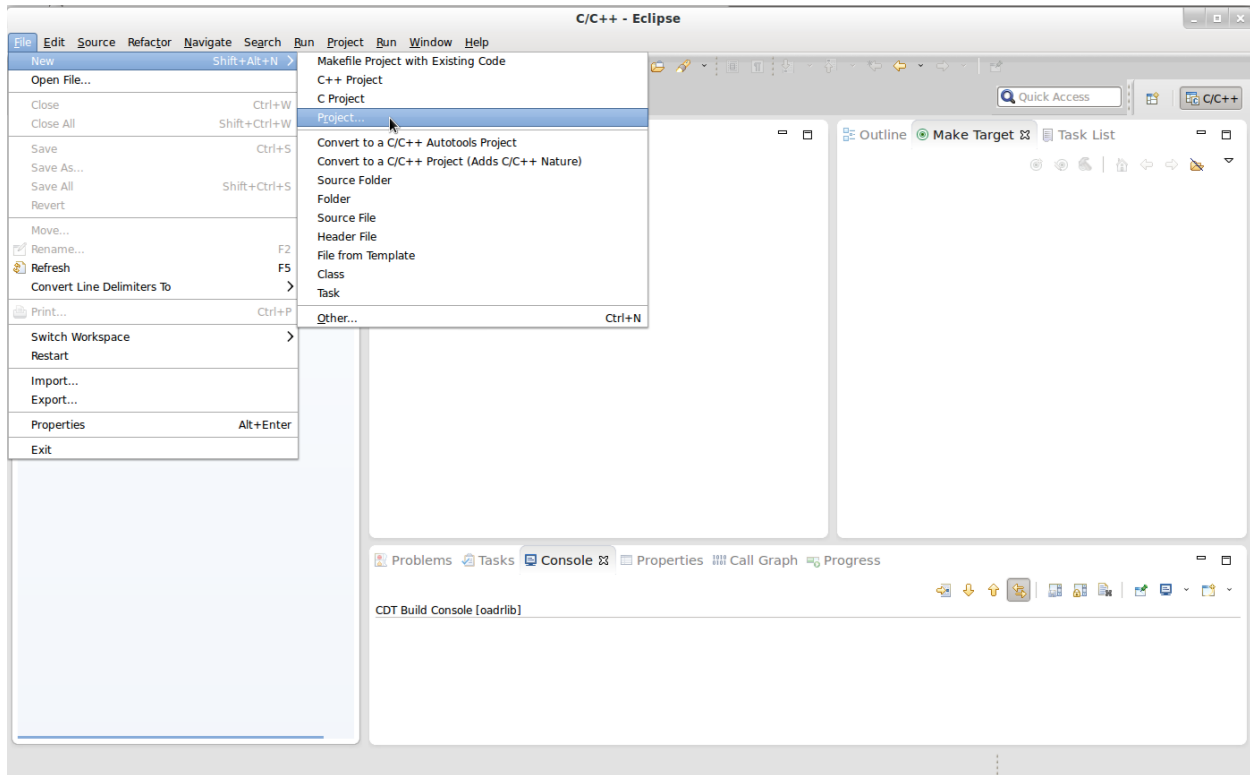 C/C++ - Eclipse
File Edit Source Refactor Navigate Search Run Project Run Window Help
New Shift+Alt+N
Open File...
Close Ctrl+W
Close All Shift+Ctrl+W
Save Ctrl+S
Save As...
Save All Shift+Ctrl+S
Revert
Move...
Rename... F2
Refresh F5
Convert Line Delimiters To
Print... Ctrl+P
Switch Workspace
Restart
Import...
Export...
Properties Alt+Enter
Exit
Makefile Project with Existing Code
C++ Project
C Project
Project...
Convert to a C/C++ Autotools Project
Convert to a C/C++ Project (Adds C/C++ Nature)
Source Folder
Folder
Source File
Header File
File from Template
Class
Task
Other... Ctrl+N
Quick Access C/C++
Outline Make Target Task List
Problems Tasks Console Properties Call Graph Progress
CDT Build Console [oadrlib]